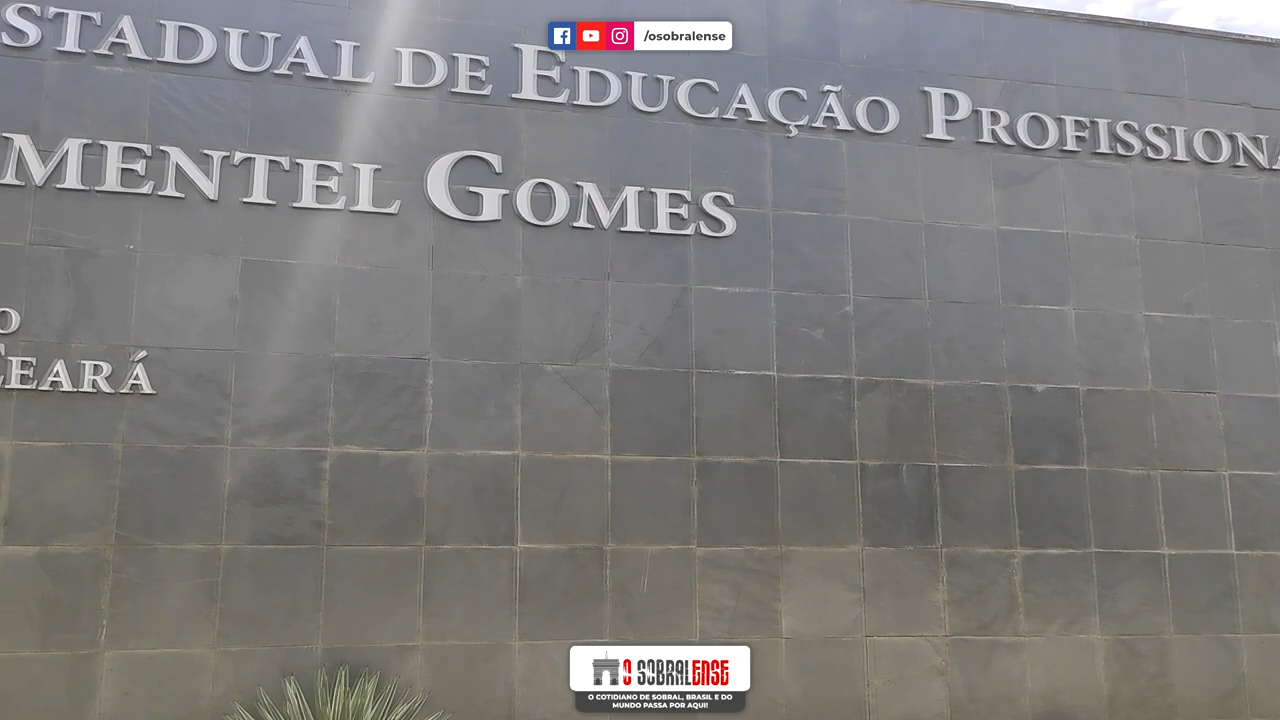 /osobralense
STADUAL DE EDUCAÇÃO PROFISSIONA
MENTEL GOMES
O
CEARÁ
O SOBRALENSE
O COTIDIANO DE SOBRAL, BRASIL E DO
MUNDO PASSA POR AQUI!